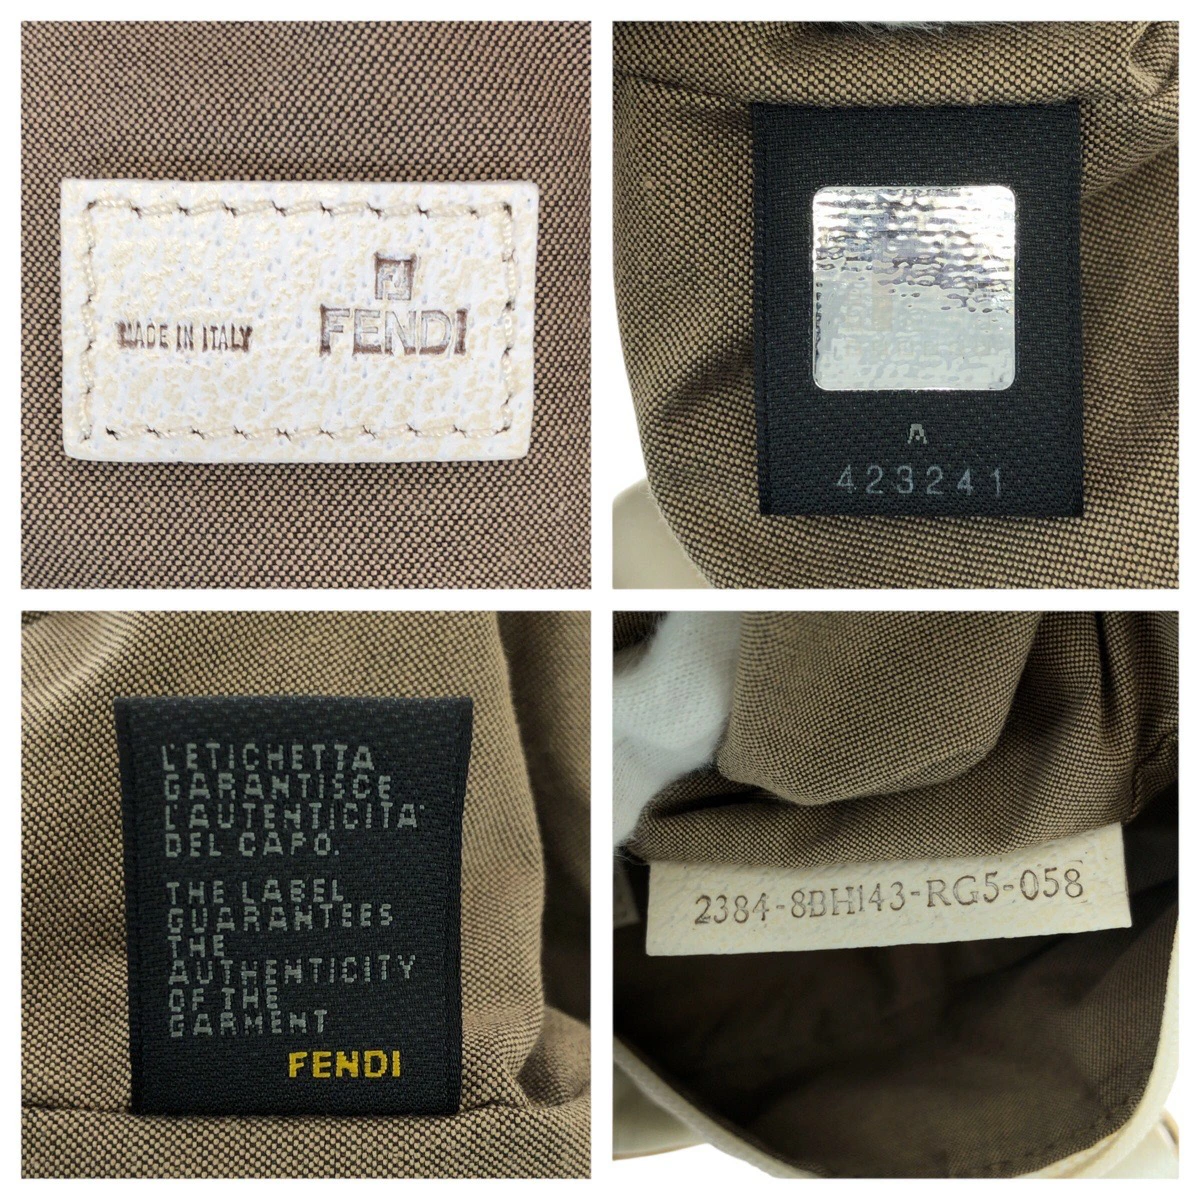 MADE IN ITALY
FENDI
A
423241
L'ETICHETTA
GARANTISCE
L'AUTENTICITA'
DEL CAPO.
THE LABEL
GUARANTEES
THE
AUTHENTICITY
OF THE
GARMENT
FENDI
2384-8BH143-RG5-058